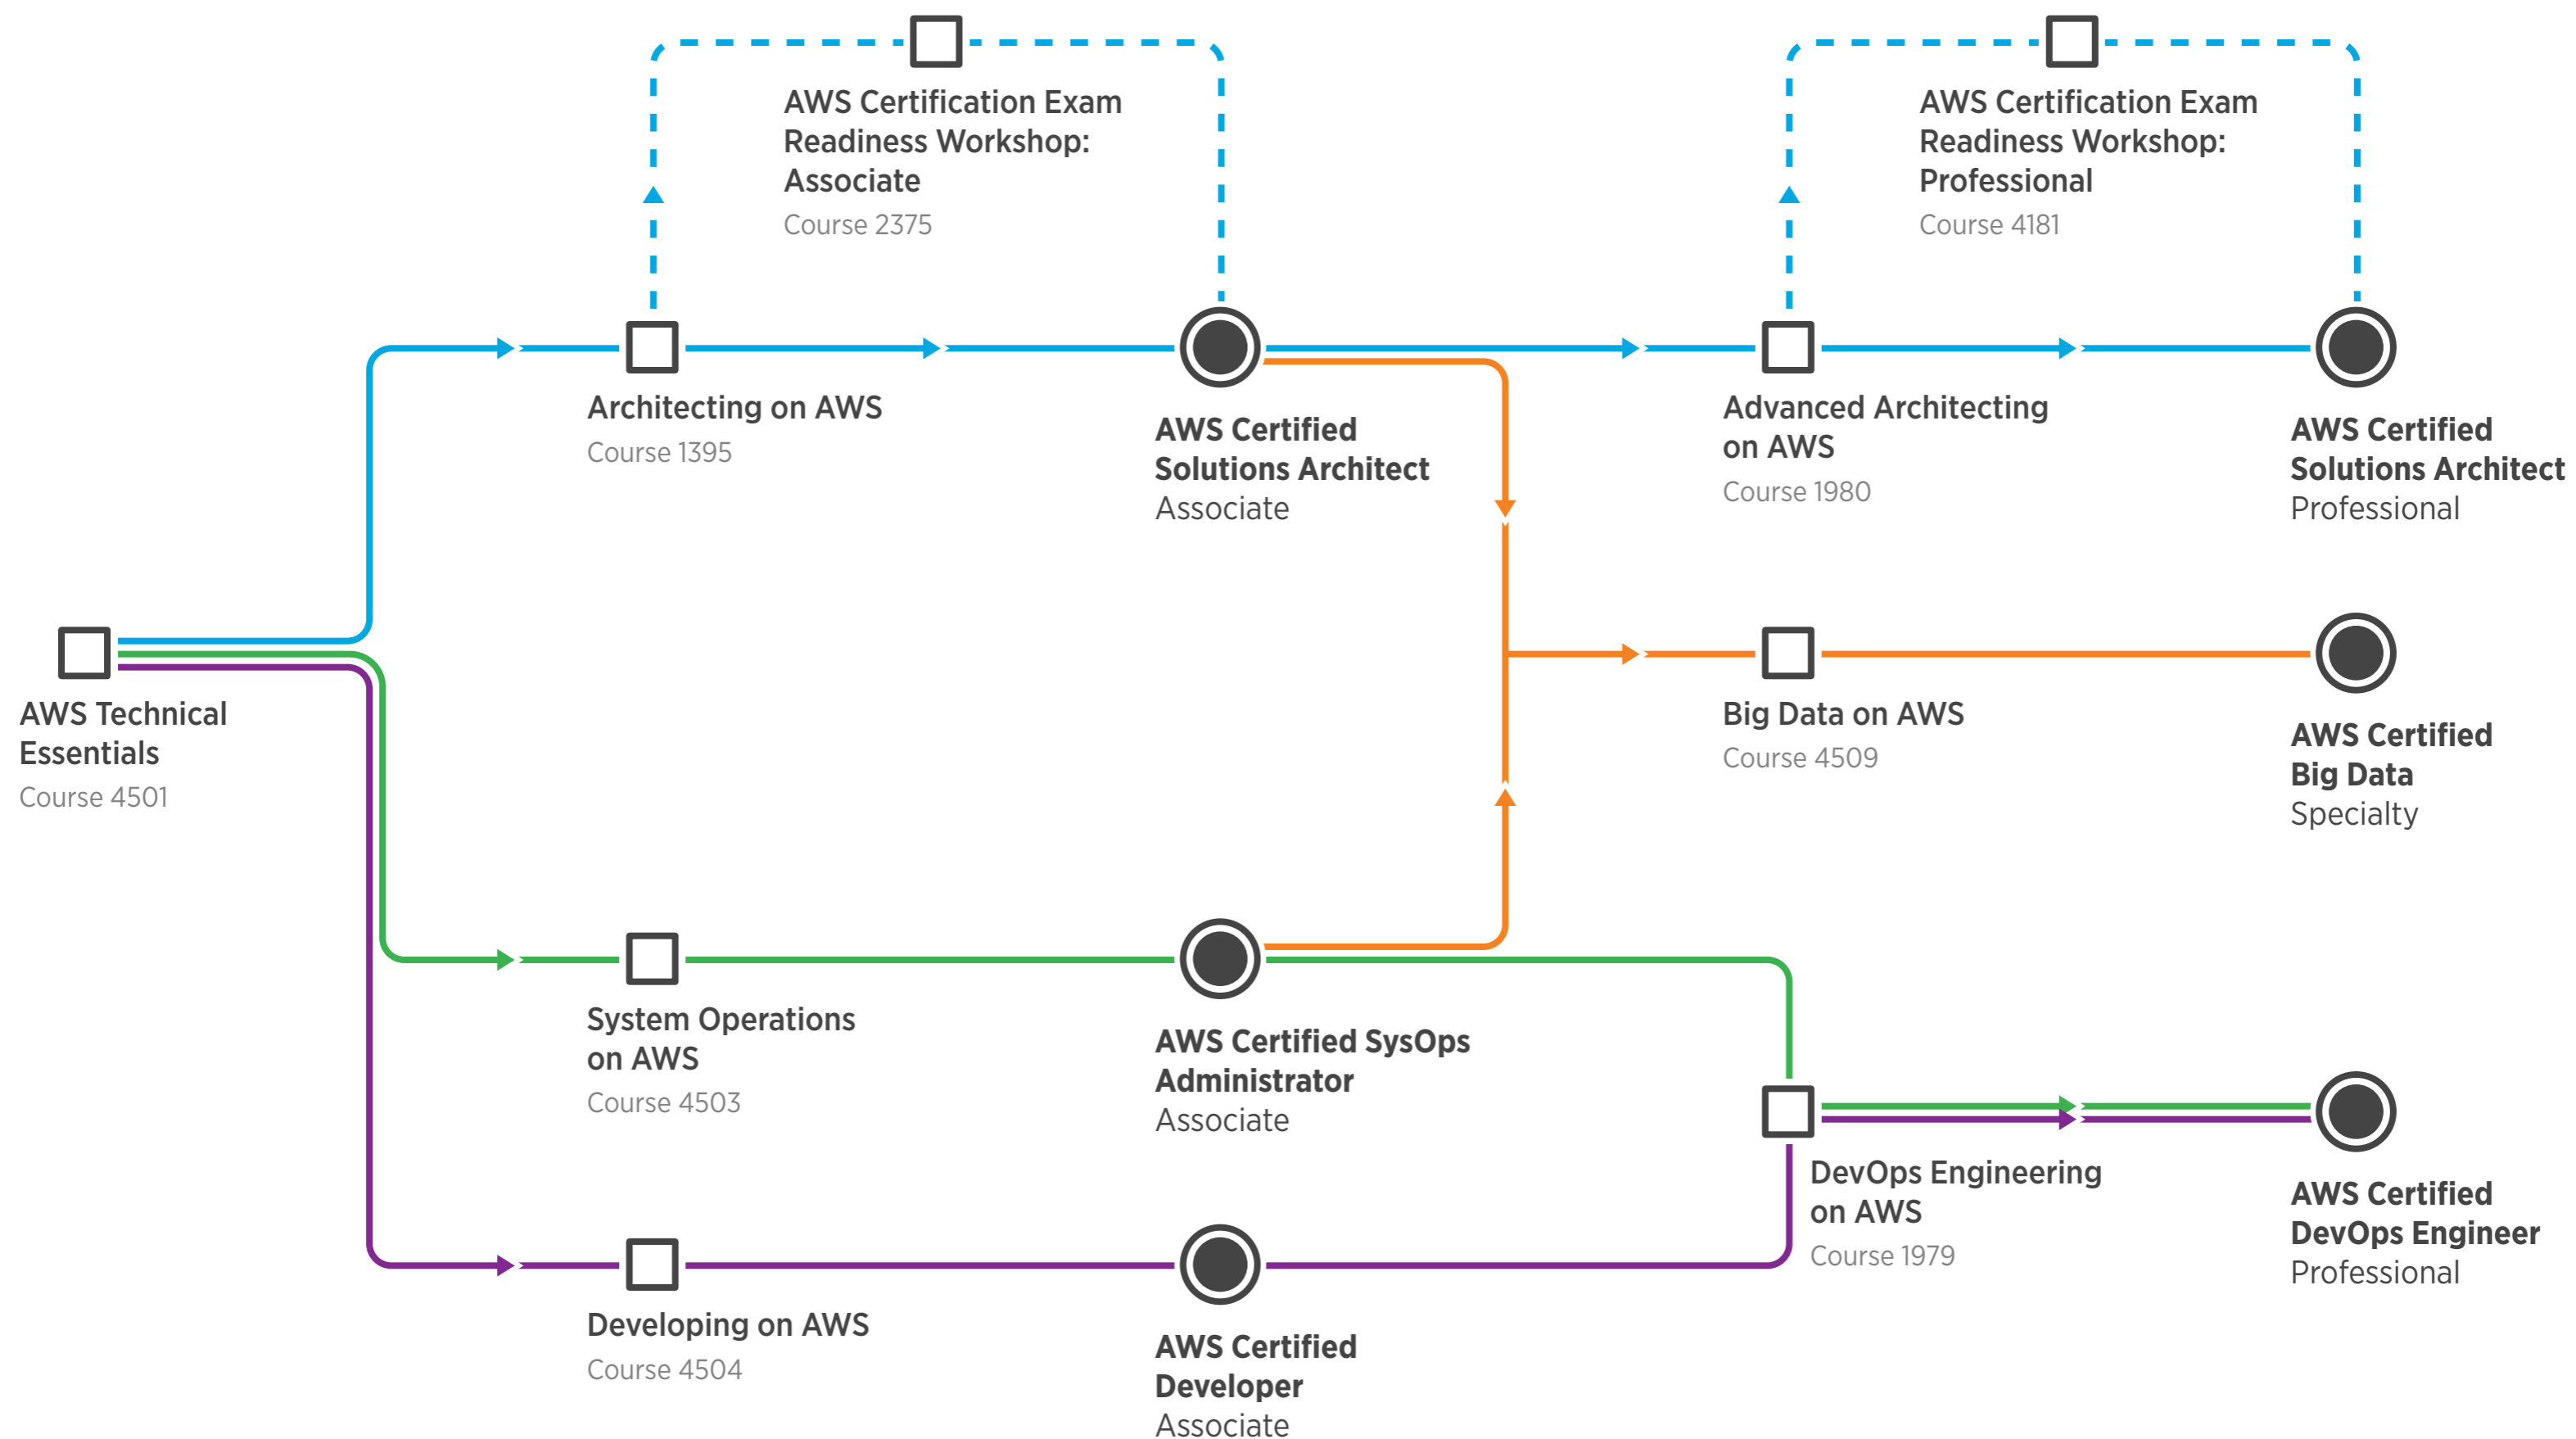 AWS Certification Exam
Readiness Workshop:
Associate
Course 2375
AWS Certification Exam
Readiness Workshop:
Professional
Course 4181
Architecting on AWS
Course 1395
AWS Certified
Solutions Architect
Associate
Advanced Architecting
on AWS
Course 1980
AWS Certified
Solutions Architect
Professional
AWS Technical
Essentials
Course 4501
Big Data on AWS
Course 4509
AWS Certified
Big Data
Specialty
System Operations
on AWS
Course 4503
AWS Certified SysOps
Administrator
Associate
DevOps Engineering
on AWS
Course 1979
AWS Certified
DevOps Engineer
Professional
Developing on AWS
Course 4504
AWS Certified
Developer
Associate